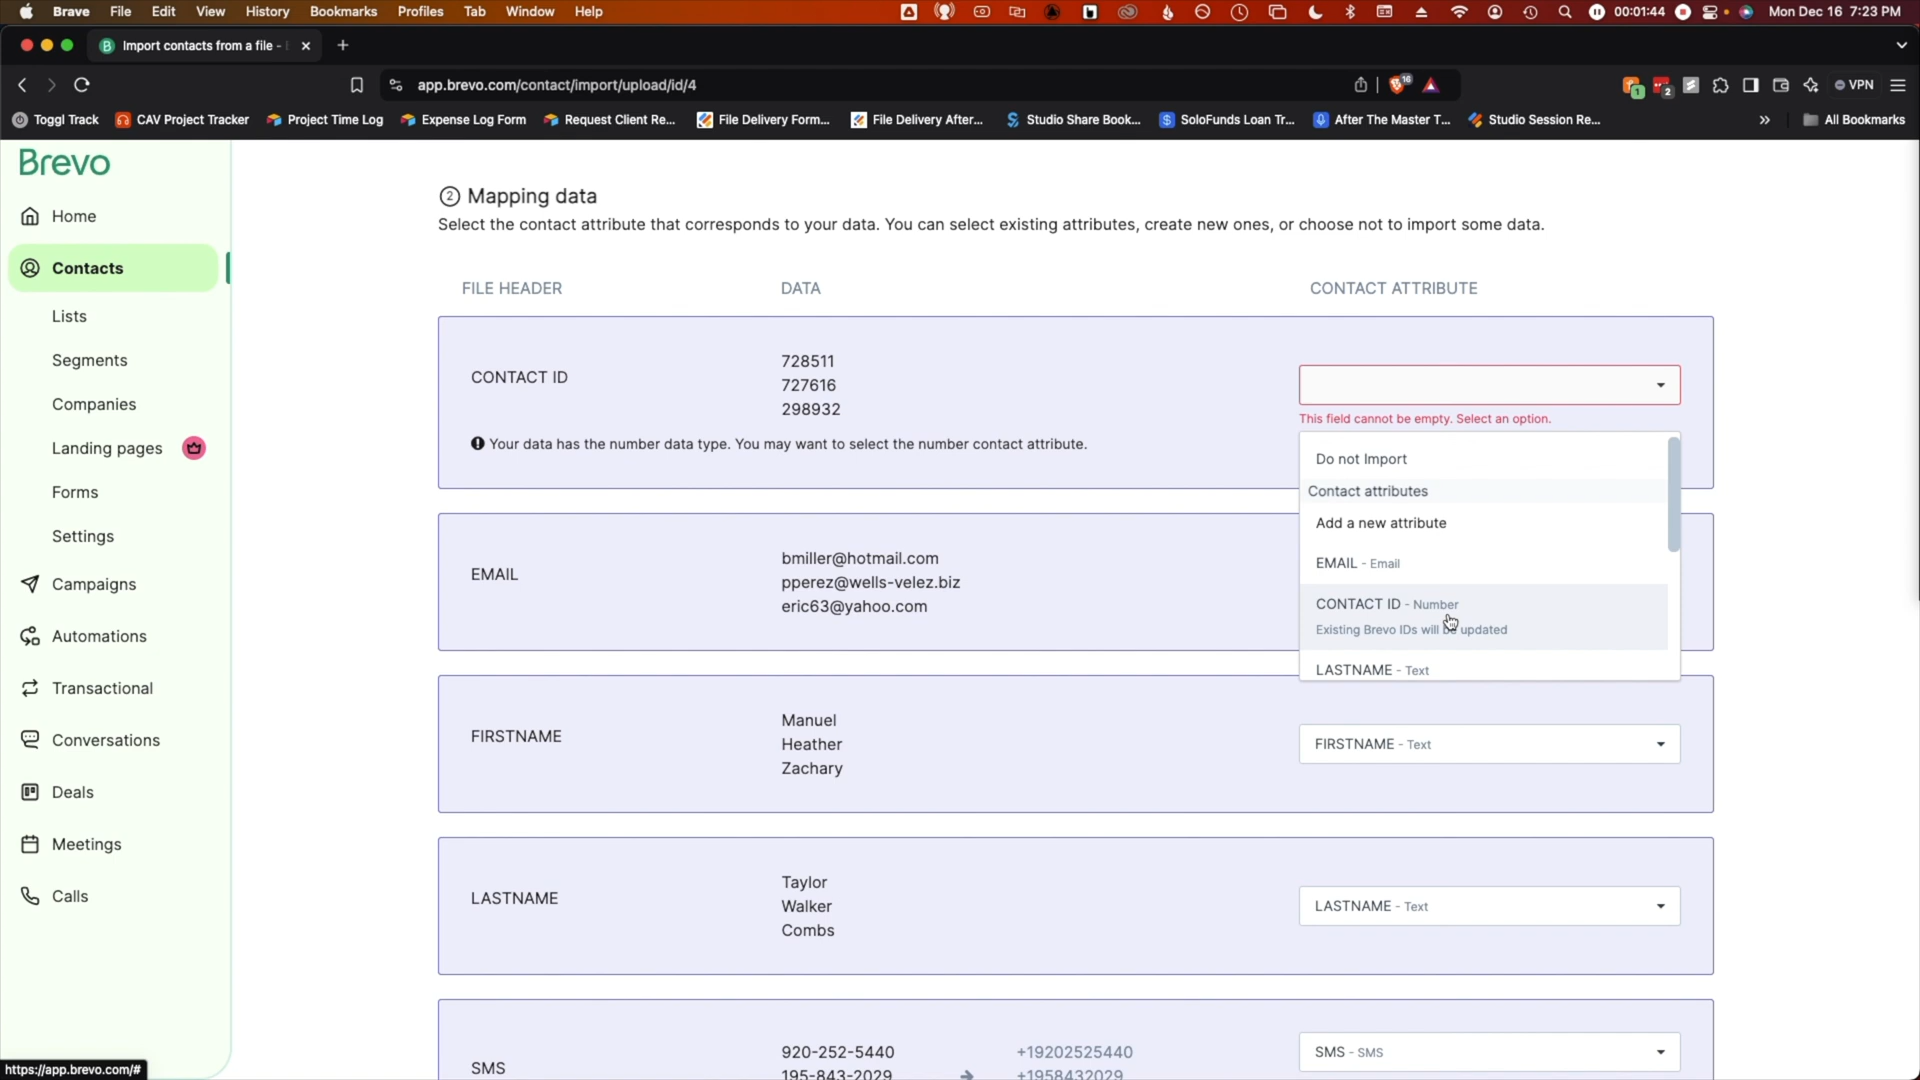 Brave File Edit View History Bookmarks Profiles Tab Window Help 00:01:44 Mon Dec 16 7:23 PM
Import contacts from a file -
app.brevo.com/contact/import/upload/id/4
16
1
2
VPN
Toggl Track CAV Project Tracker Project Time Log Expense Log Form Request Client Re... File Delivery Form... File Delivery After... Studio Share Book... SoloFunds Loan Tr... After The Master T... Studio Session Re... » All Bookmarks
Brevo
Home
Contacts
Lists
Segments
Companies
Landing pages
Forms
Settings
Campaigns
Automations
Transactional
Conversations
Deals
Meetings
Calls
https://app.brevo.com/#
2 Mapping data
Select the contact attribute that corresponds to your data. You can select existing attributes, create new ones, or choose not to import some data.
FILE HEADER DATA CONTACT ATTRIBUTE
CONTACT ID
728511
727616
298932
Your data has the number data type. You may want to select the number contact attribute.
This field cannot be empty. Select an option.
Do not Import
Contact attributes
Add a new attribute
EMAIL - Email
CONTACT ID - Number
Existing Brevo IDs will be updated
LASTNAME - Text
EMAIL
bmiller@hotmail.com
pperez@wells-velez.biz
eric63@yahoo.com
FIRSTNAME
Manuel
Heather
Zachary
FIRSTNAME - Text
LASTNAME
Taylor
Walker
Combs
LASTNAME - Text
SMS
920-252-5440 +19202525440
195-843-2029 +1958432029
SMS - SMS